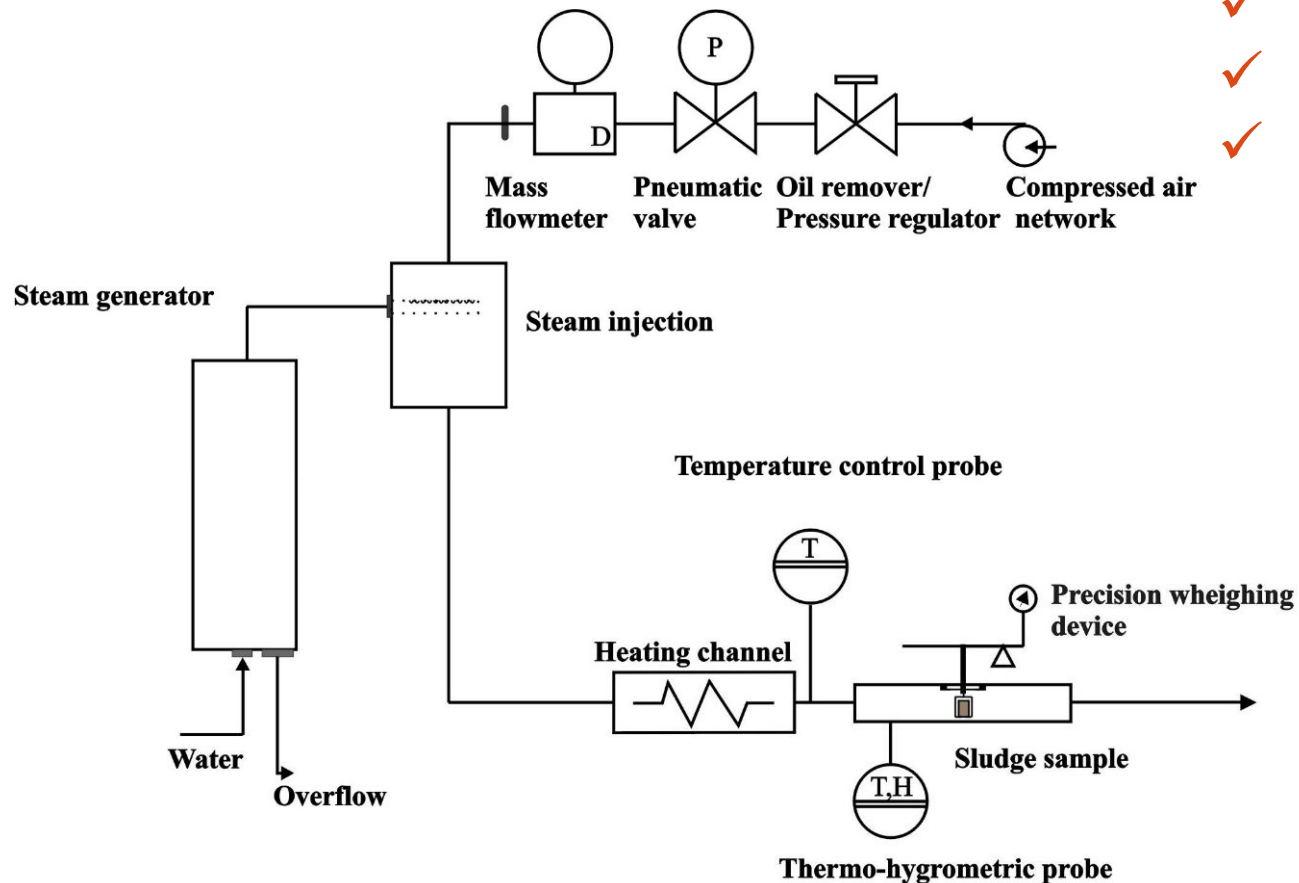 P
D
Mass
flowmeter
Pneumatic
valve
Oil remover/
Pressure regulator
Compressed air
network
Steam generator
Steam injection
Temperature control probe
T
Precision wheighing
device
Heating channel
Water
Overflow
Sludge sample
T,H
Thermo-hygrometric probe